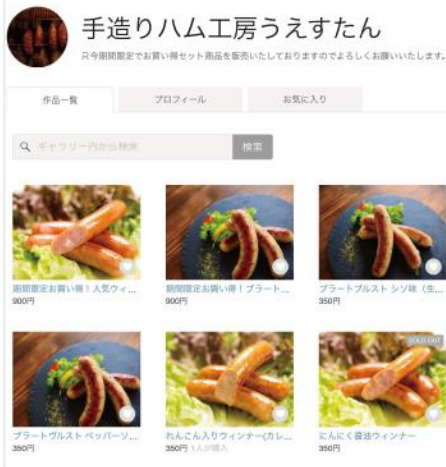 手造りハム工房うえすたん
只今期間限定でお買い得セット商品を販売いたしておりますのでよろしくお願いいたします。
作品一覧
プロフィール
お気に入り
ギャラリー内から検索
検索
期間限定お買い得！人気ウィ...
900円
期間限定お買い得！ブラート...
900円
ブラートブルスト シソ味（生...
350円
SOLD OUT
ブラートヴルスト ペッパーソ...
350円
れんこん入りウィンナー(カレ...
350円 1人が購入
にんにく醤油ウィンナー
350円